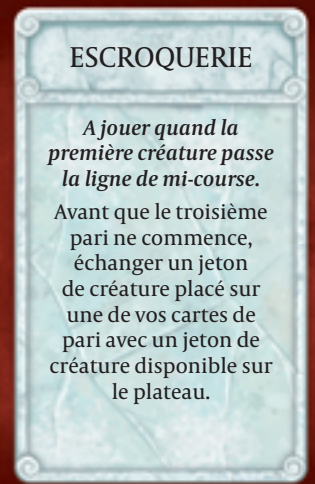 ESCROQUERIE
A jouer quand la
première créature passe
la ligne de mi-course.
Avant que le troisième
pari ne commence,
échanger un jeton
de créature placé sur
une de vos cartes de
pari avec un jeton de
créature disponible sur
le plateau.